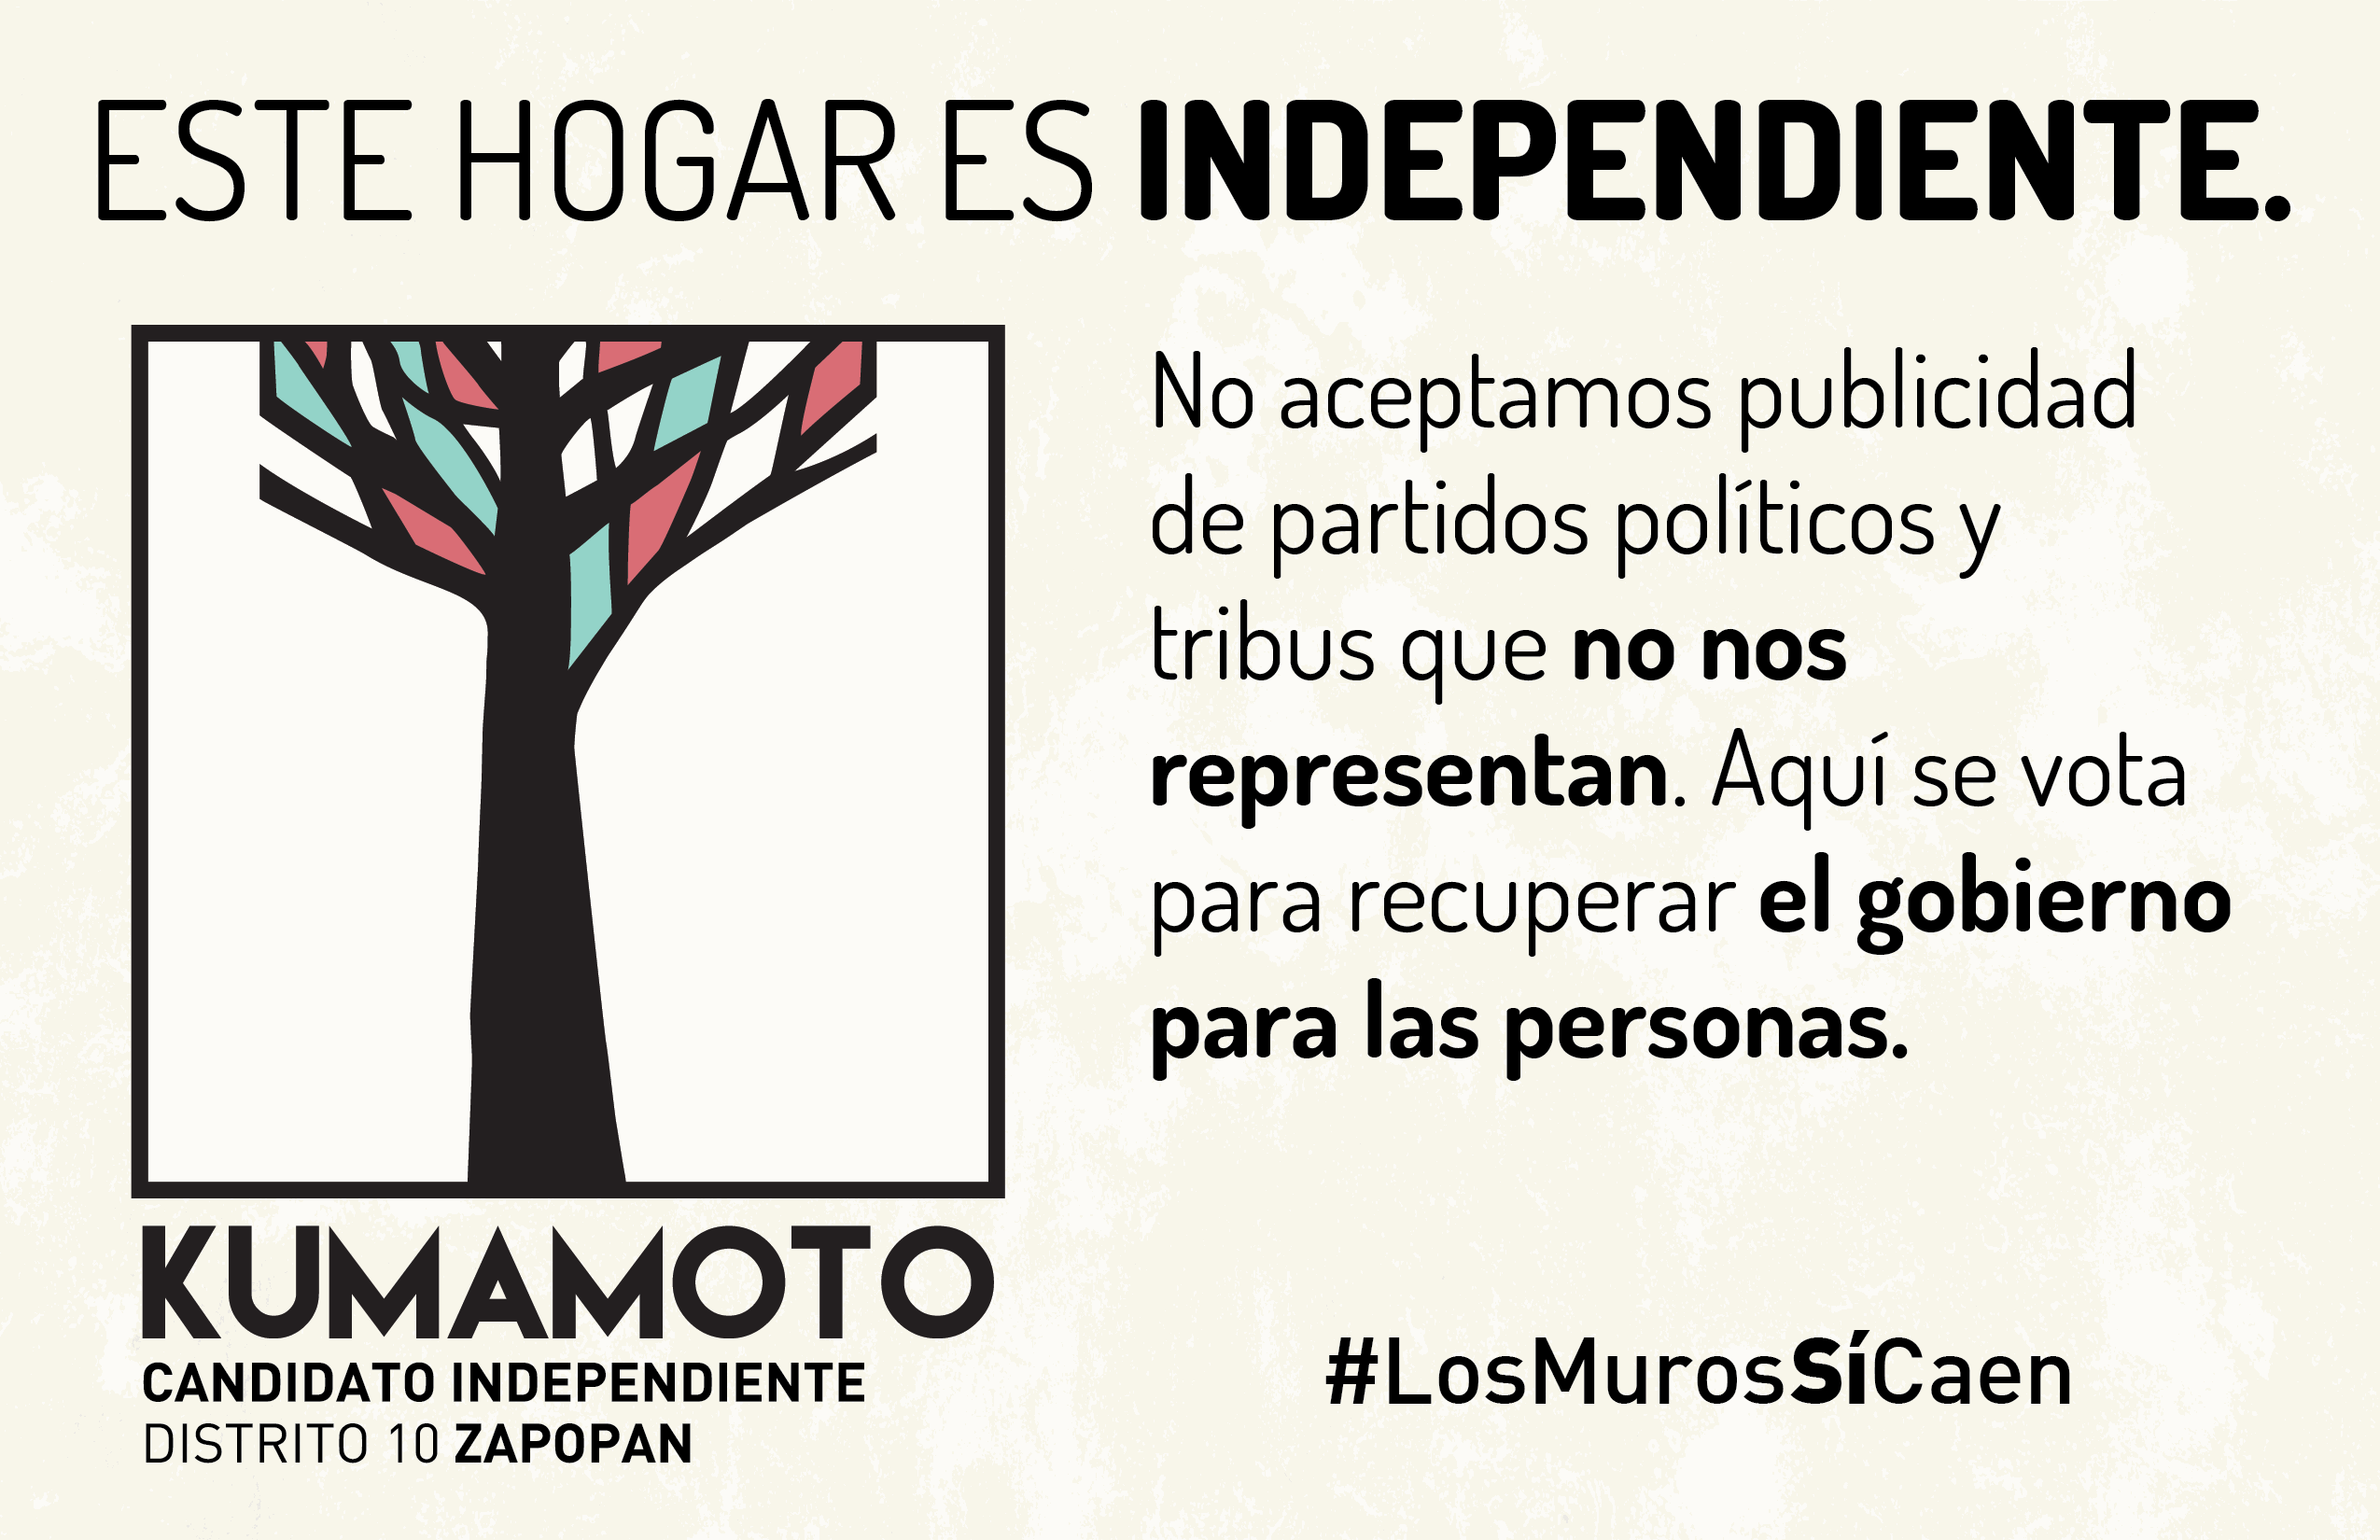 ESTE HOGAR ES INDEPENDIENTE.
No aceptamos publicidad
de partidos políticos y
tribus que no nos
representan. Aquí se vota
para recuperar el gobierno
para las personas.
KUMAMOTO
CANDIDATO INDEPENDIENTE
DISTRITO 10 ZAPOPAN
#LosMurosSíCaen